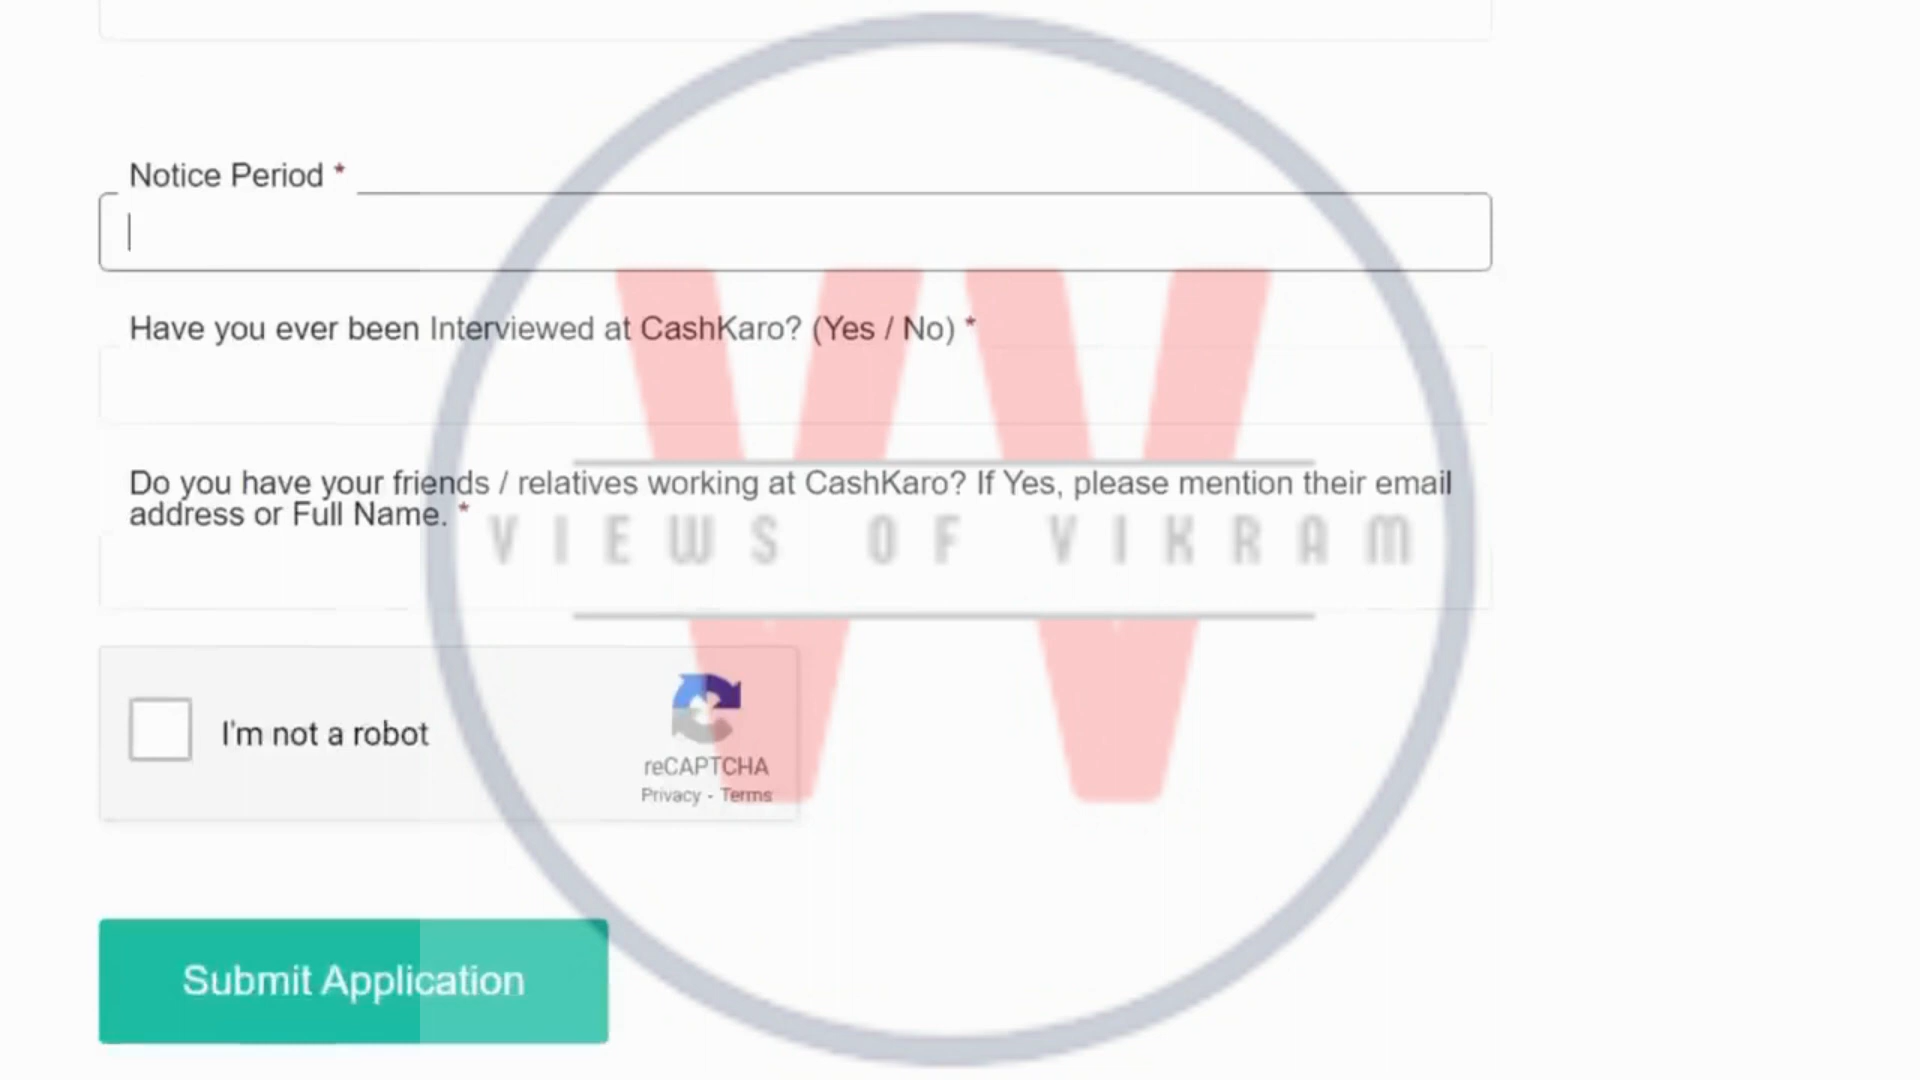 Notice Period *
Have you ever been Interviewed at CashKaro? (Yes / No) *
Do you have your friends / relatives working at CashKaro? If Yes, please mention their email
address or Full Name. *
VIEWS OF VIKRAM
I'm not a robot
reCAPTCHA
Privacy - Terms
Submit Application